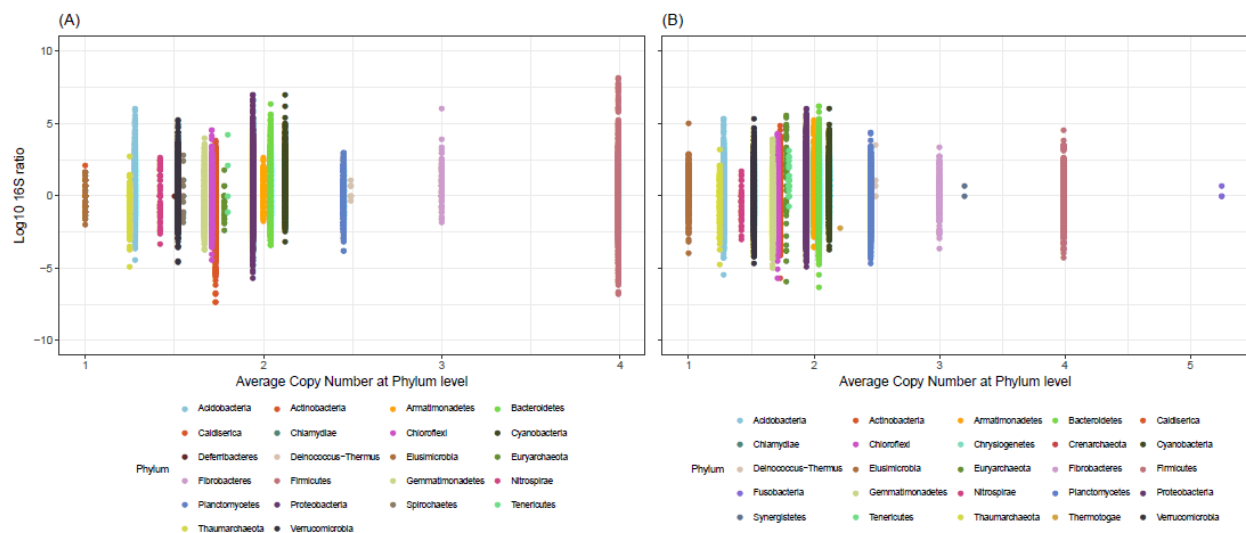 (A)
(B)
Log10 16S ratio
10
5
0
−5
−10
1
2
3
4
1
2
3
4
5
Average Copy Number at Phylum level
Average Copy Number at Phylum level
Phylum
Acidobacteria
Actinobacteria
Armatimonadetes
Bacteroidetes
Caldiserica
Chlamydiae
Chloroflexi
Cyanobacteria
Deferribacteres
Deinococcus−Thermus
Elusimicrobia
Euryarchaeota
Fibrobacteres
Firmicutes
Gemmatimonadetes
Nitrospirae
Planctomycetes
Proteobacteria
Spirochaetes
Tenericutes
Thaumarchaeota
Verrucomicrobia
Phylum
Acidobacteria
Actinobacteria
Armatimonadetes
Bacteroidetes
Caldiserica
Chlamydiae
Chloroflexi
Chrysiogenetes
Crenarchaeota
Cyanobacteria
Deinococcus−Thermus
Elusimicrobia
Euryarchaeota
Fibrobacteres
Firmicutes
Fusobacteria
Gemmatimonadetes
Nitrospirae
Planctomycetes
Proteobacteria
Synergistetes
Tenericutes
Thaumarchaeota
Thermotogae
Verrucomicrobia